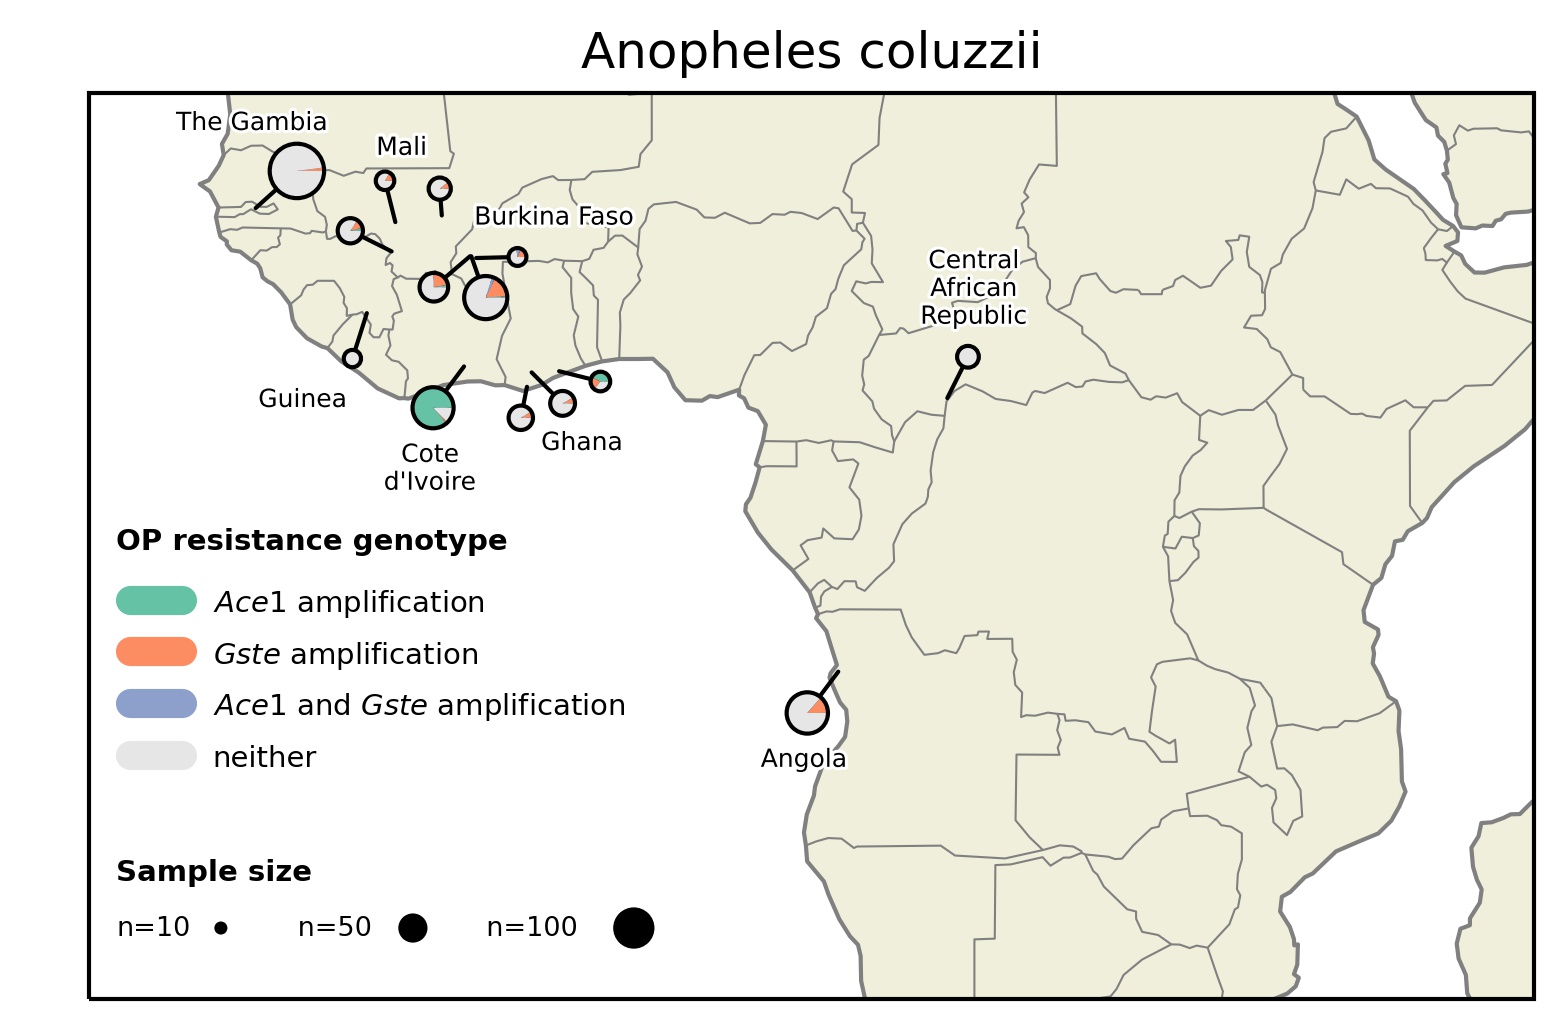 Anopheles coluzzii
The Gambia
Mali
Burkina Faso
Central
African
Republic
Guinea
Cote
d'Ivoire
Ghana
OP resistance genotype
Ace1 amplification
Gste amplification
Ace1 and Gste amplification
neither
Angola
Sample size
n=10
n=50
n=100